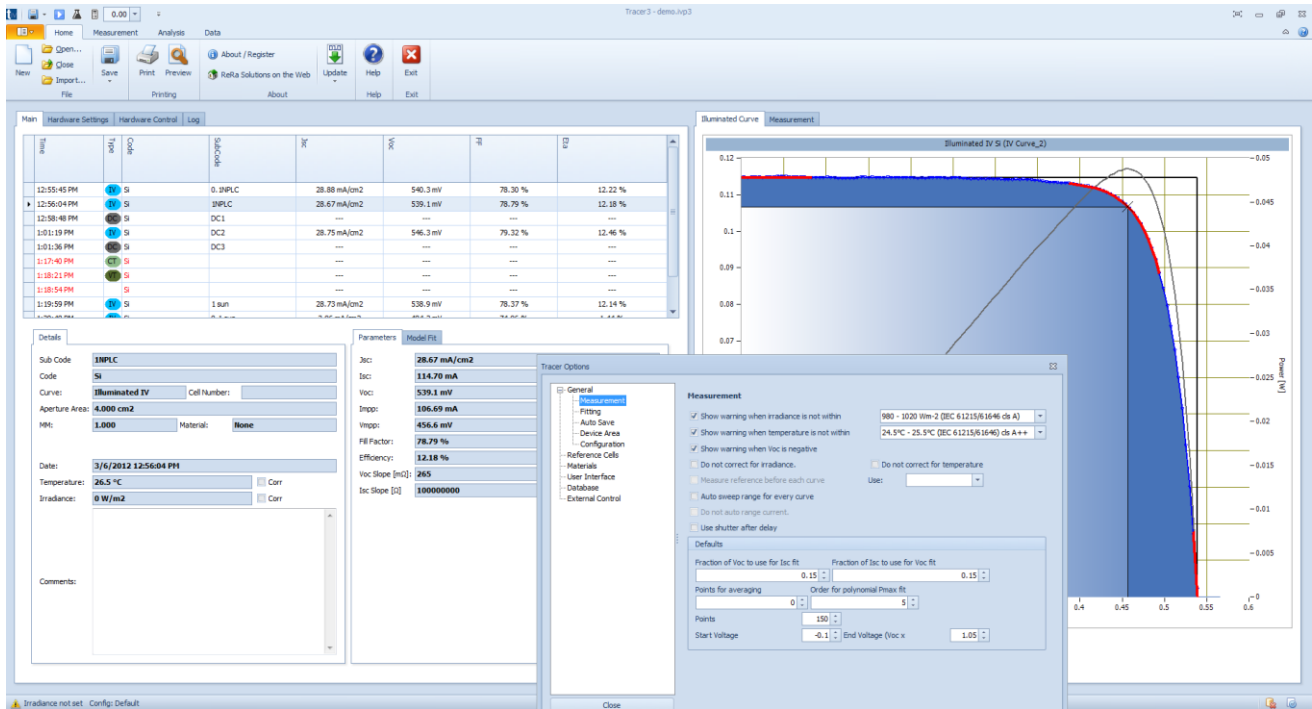 0.00
Tracer3 - demo.ivp3
Home Measurement Analysis Data
New
Open...
Close
Import...
Save
Print Preview
About / Register
ReRa Solutions on the Web
Update
Help
Exit
File Printing About Help Exit
Main Hardware Settings Hardware Control Log
Time Type Code SubCode Jsc Voc FF Eta
12:55:45 PM IV Si 0.1NPLC 28.88 mA/cm2 540.3 mV 78.30 % 12.22 %
12:56:04 PM IV Si 1NPLC 28.67 mA/cm2 539.1 mV 78.79 % 12.18 %
12:58:48 PM DC Si DC1 --- --- --- ---
1:01:19 PM IV Si DC2 28.75 mA/cm2 546.3 mV 79.32 % 12.46 %
1:01:36 PM DC Si DC3 --- --- --- ---
1:17:40 PM CT Si --- --- --- ---
1:18:21 PM VT Si --- --- --- ---
1:18:54 PM Si --- --- --- ---
1:19:59 PM IV Si 1 sun 28.73 mA/cm2 538.9 mV 78.37 % 12.14 %
Details
Sub Code 1NPLC
Code Si
Curve: Illuminated IV Cell Number:
Aperture Area: 4.000 cm2
MM: 1.000 Material: None
Date: 3/6/2012 12:56:04 PM
Temperature: 26.5 °C Corr
Irradiance: 0 W/m2 Corr
Comments:
Parameters Model Fit
Jsc: 28.67 mA/cm2
Isc: 114.70 mA
Voc: 539.1 mV
Impp: 106.69 mA
Vmpp: 456.6 mV
Fill Factor: 78.79 %
Efficiency: 12.18 %
Voc Slope [mΩ]: 265
Isc Slope [Ω] 100000000
Illuminated Curve Measurement
Illuminated IV Si (IV Curve_2)
0.12
0.11
0.1
0.09
0.08
0.07
0.05
0.045
0.04
0.035
0.03
0.025
0.02
0.015
0.01
0.005
0
Power [W]
0.4 0.45 0.5 0.55 0.6
Tracer Options
General
Measurement
Fitting
Auto Save
Device Area
Configuration
Reference Cells
Materials
User Interface
Database
External Control
Close
Measurement
Show warning when irradiance is not within 980 - 1020 Wm-2 (IEC 61215/61646 cls A)
Show warning when temperature is not within 24.5°C - 25.5°C (IEC 61215/61646) cls A++
Show warning when Voc is negative
Do not correct for irradiance. Do not correct for temperature
Measure reference before each curve Use:
Auto sweep range for every curve
Do not auto range current.
Use shutter after delay
Defaults
Fraction of Voc to use for Isc fit Fraction of Isc to use for Voc fit
0.15 0.15
Points for averaging Order for polynomial Pmax fit
0 5
Points 150
Start Voltage -0.1 End Voltage (Voc x 1.05
Irradiance not set Config: Default